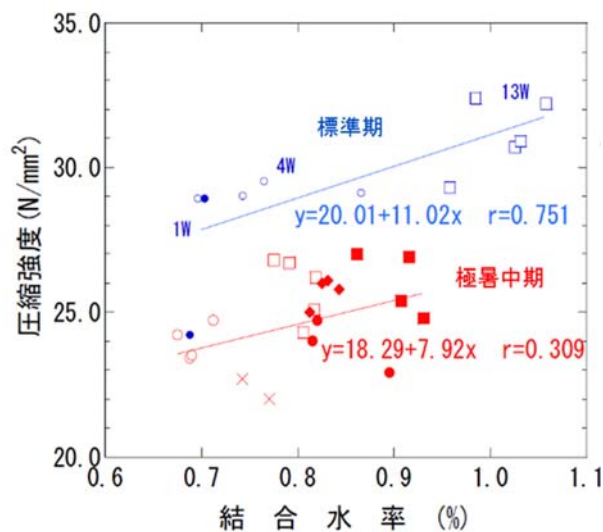 35.0
30.0
25.0
20.0
圧縮強度(N/mm²)
13W
標準期
4W
1W
y=20.01+11.02x r=0.751
極暑中期
y=18.29+7.92x r=0.309
0.6 0.7 0.8 0.9 1.0 1.1
結合水率(%)